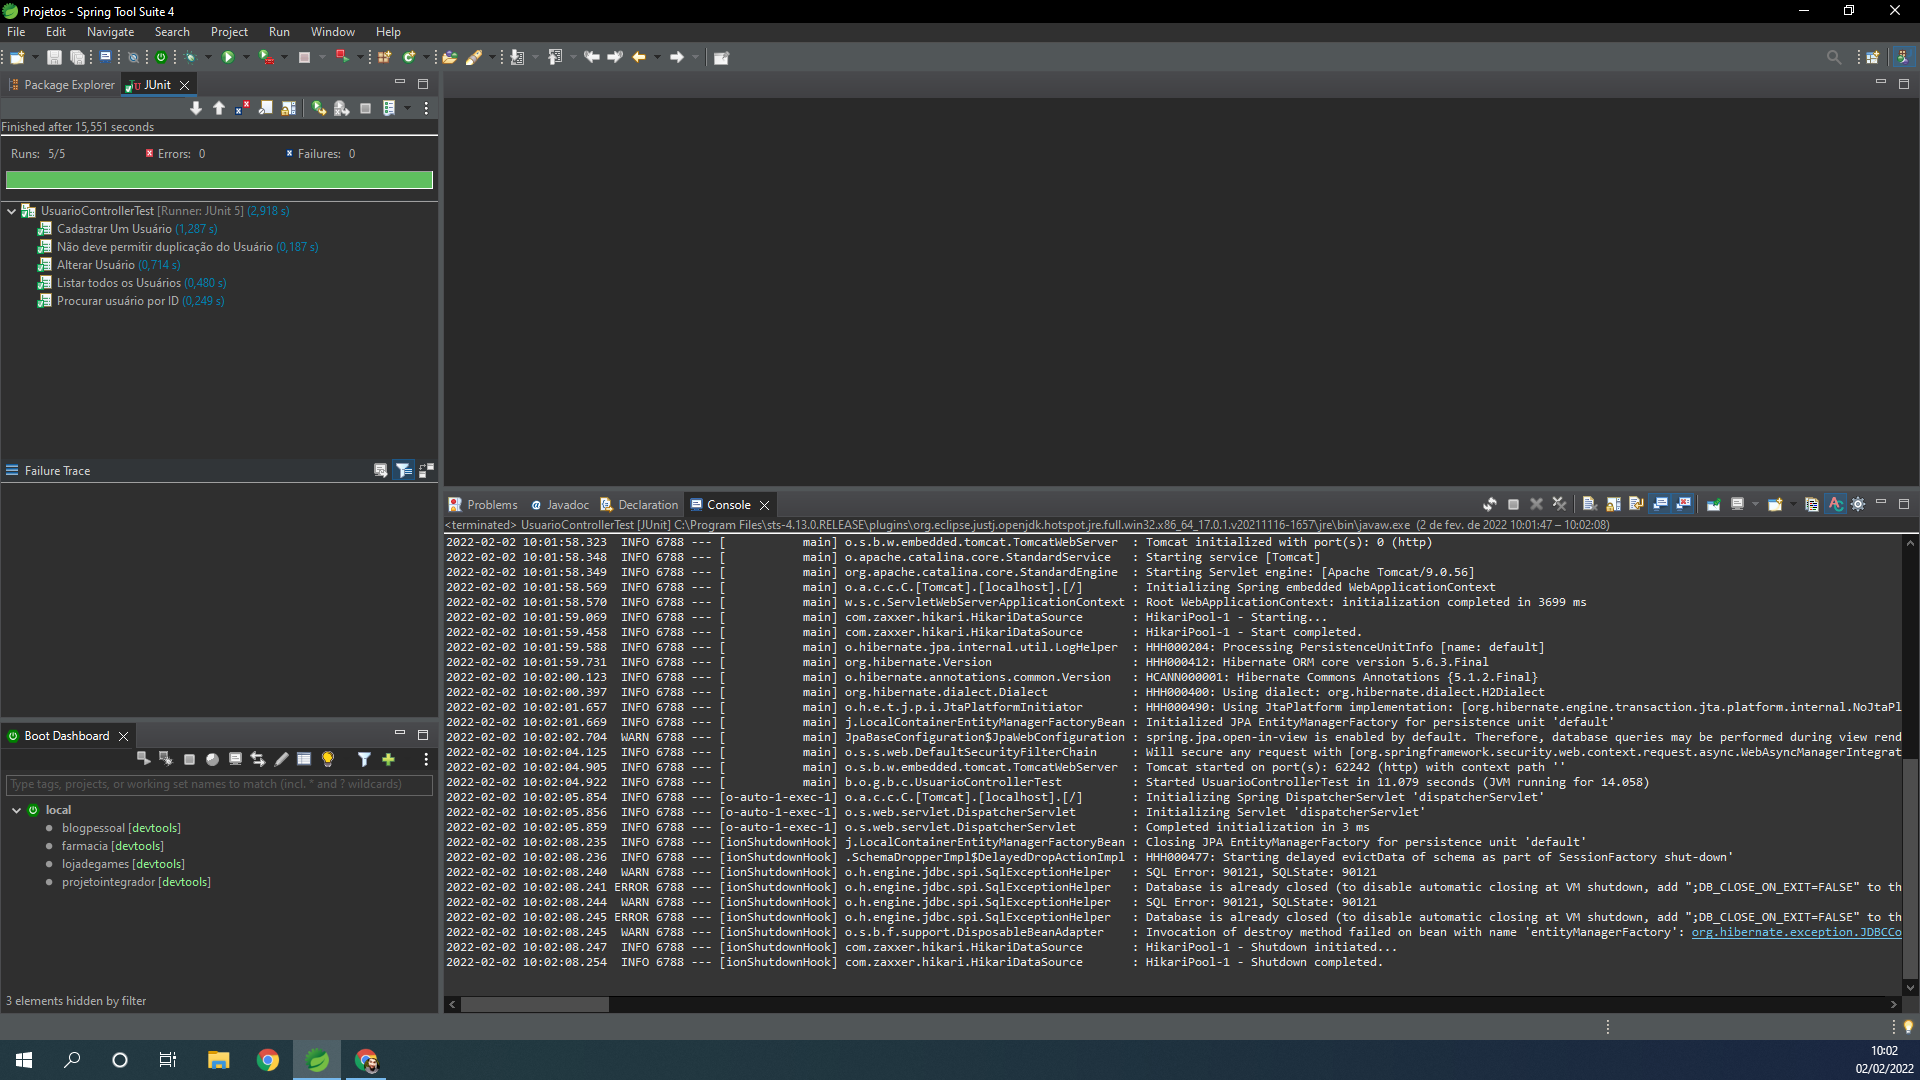 Projetos - Spring Tool Suite 4
File Edit Navigate Search Project Run Window Help
Package Explorer JUnit
Finished after 15,551 seconds
Runs: 5/5 Errors: 0 Failures: 0
UsuarioControllerTest [Runner: JUnit 5] (2,918 s)
Cadastrar Um Usuário (1,287 s)
Não deve permitir duplicação do Usuário (0,187 s)
Alterar Usuário (0,714 s)
Listar todos os Usuários (0,480 s)
Procurar usuário por ID (0,249 s)
Failure Trace
Boot Dashboard
Type tags, projects, or working set names to match (incl. * and ? wildcards)
local
blogpessoal [devtools]
farmacia [devtools]
lojadegames [devtools]
projetointegrador [devtools]
3 elements hidden by filter
Problems Javadoc Declaration Console
<terminated> UsuarioControllerTest [JUnit] C:\Program Files\sts-4.13.0.RELEASE\plugins\org.eclipse.justj.openjdk.hotspot.jre.full.win32.x86_64_17.0.1.v20211116-1657\jre\bin\javaw.exe (2 de fev. de 2022 10:01:47 – 10:02:08)
2022-02-02 10:01:58.323 INFO 6788 --- [ main] o.s.b.w.embedded.tomcat.TomcatWebServer : Tomcat initialized with port(s): 0 (http)
2022-02-02 10:01:58.348 INFO 6788 --- [ main] o.apache.catalina.core.StandardService : Starting service [Tomcat]
2022-02-02 10:01:58.349 INFO 6788 --- [ main] org.apache.catalina.core.StandardEngine : Starting Servlet engine: [Apache Tomcat/9.0.56]
2022-02-02 10:01:58.569 INFO 6788 --- [ main] o.a.c.c.C.[Tomcat].[localhost].[/] : Initializing Spring embedded WebApplicationContext
2022-02-02 10:01:58.570 INFO 6788 --- [ main] w.s.c.ServletWebServerApplicationContext : Root WebApplicationContext: initialization completed in 3699 ms
2022-02-02 10:01:59.069 INFO 6788 --- [ main] com.zaxxer.hikari.HikariDataSource : HikariPool-1 - Starting...
2022-02-02 10:01:59.458 INFO 6788 --- [ main] com.zaxxer.hikari.HikariDataSource : HikariPool-1 - Start completed.
2022-02-02 10:01:59.588 INFO 6788 --- [ main] o.hibernate.jpa.internal.util.LogHelper : HHH000204: Processing PersistenceUnitInfo [name: default]
2022-02-02 10:01:59.731 INFO 6788 --- [ main] org.hibernate.Version : HHH000412: Hibernate ORM core version 5.6.3.Final
2022-02-02 10:02:00.123 INFO 6788 --- [ main] o.hibernate.annotations.common.Version : HCANN000001: Hibernate Commons Annotations {5.1.2.Final}
2022-02-02 10:02:00.397 INFO 6788 --- [ main] org.hibernate.dialect.Dialect : HHH000400: Using dialect: org.hibernate.dialect.H2Dialect
2022-02-02 10:02:01.657 INFO 6788 --- [ main] o.h.e.t.j.p.i.JtaPlatformInitiator : HHH000490: Using JtaPlatform implementation: [org.hibernate.engine.transaction.jta.platform.internal.NoJtaPl
2022-02-02 10:02:01.669 INFO 6788 --- [ main] j.LocalContainerEntityManagerFactoryBean : Initialized JPA EntityManagerFactory for persistence unit 'default'
2022-02-02 10:02:02.704 WARN 6788 --- [ main] JpaBaseConfiguration$JpaWebConfiguration : spring.jpa.open-in-view is enabled by default. Therefore, database queries may be performed during view rend
2022-02-02 10:02:04.125 INFO 6788 --- [ main] o.s.s.web.DefaultSecurityFilterChain : Will secure any request with [org.springframework.security.web.context.request.async.WebAsyncManagerIntegrat
2022-02-02 10:02:04.905 INFO 6788 --- [ main] o.s.b.w.embedded.tomcat.TomcatWebServer : Tomcat started on port(s): 62242 (http) with context path ''
2022-02-02 10:02:04.922 INFO 6788 --- [ main] b.o.g.b.c.UsuarioControllerTest : Started UsuarioControllerTest in 11.079 seconds (JVM running for 14.058)
2022-02-02 10:02:05.854 INFO 6788 --- [o-auto-1-exec-1] o.a.c.c.C.[Tomcat].[localhost].[/] : Initializing Spring DispatcherServlet 'dispatcherServlet'
2022-02-02 10:02:05.856 INFO 6788 --- [o-auto-1-exec-1] o.s.web.servlet.DispatcherServlet : Initializing Servlet 'dispatcherServlet'
2022-02-02 10:02:05.859 INFO 6788 --- [o-auto-1-exec-1] o.s.web.servlet.DispatcherServlet : Completed initialization in 3 ms
2022-02-02 10:02:08.235 INFO 6788 --- [ionShutdownHook] j.LocalContainerEntityManagerFactoryBean : Closing JPA EntityManagerFactory for persistence unit 'default'
2022-02-02 10:02:08.236 INFO 6788 --- [ionShutdownHook] .SchemaDropperImpl$DelayedDropActionImpl : HHH000477: Starting delayed evictData of schema as part of SessionFactory shut-down'
2022-02-02 10:02:08.240 WARN 6788 --- [ionShutdownHook] o.h.engine.jdbc.spi.SqlExceptionHelper : SQL Error: 90121, SQLState: 90121
2022-02-02 10:02:08.241 ERROR 6788 --- [ionShutdownHook] o.h.engine.jdbc.spi.SqlExceptionHelper : Database is already closed (to disable automatic closing at VM shutdown, add ";DB_CLOSE_ON_EXIT=FALSE" to th
2022-02-02 10:02:08.244 WARN 6788 --- [ionShutdownHook] o.h.engine.jdbc.spi.SqlExceptionHelper : SQL Error: 90121, SQLState: 90121
2022-02-02 10:02:08.245 ERROR 6788 --- [ionShutdownHook] o.h.engine.jdbc.spi.SqlExceptionHelper : Database is already closed (to disable automatic closing at VM shutdown, add ";DB_CLOSE_ON_EXIT=FALSE" to th
2022-02-02 10:02:08.245 WARN 6788 --- [ionShutdownHook] o.s.b.f.support.DisposableBeanAdapter : Invocation of destroy method failed on bean with name 'entityManagerFactory': org.hibernate.exception.JDBCCo
2022-02-02 10:02:08.247 INFO 6788 --- [ionShutdownHook] com.zaxxer.hikari.HikariDataSource : HikariPool-1 - Shutdown initiated...
2022-02-02 10:02:08.254 INFO 6788 --- [ionShutdownHook] com.zaxxer.hikari.HikariDataSource : HikariPool-1 - Shutdown completed.
10:02
02/02/2022